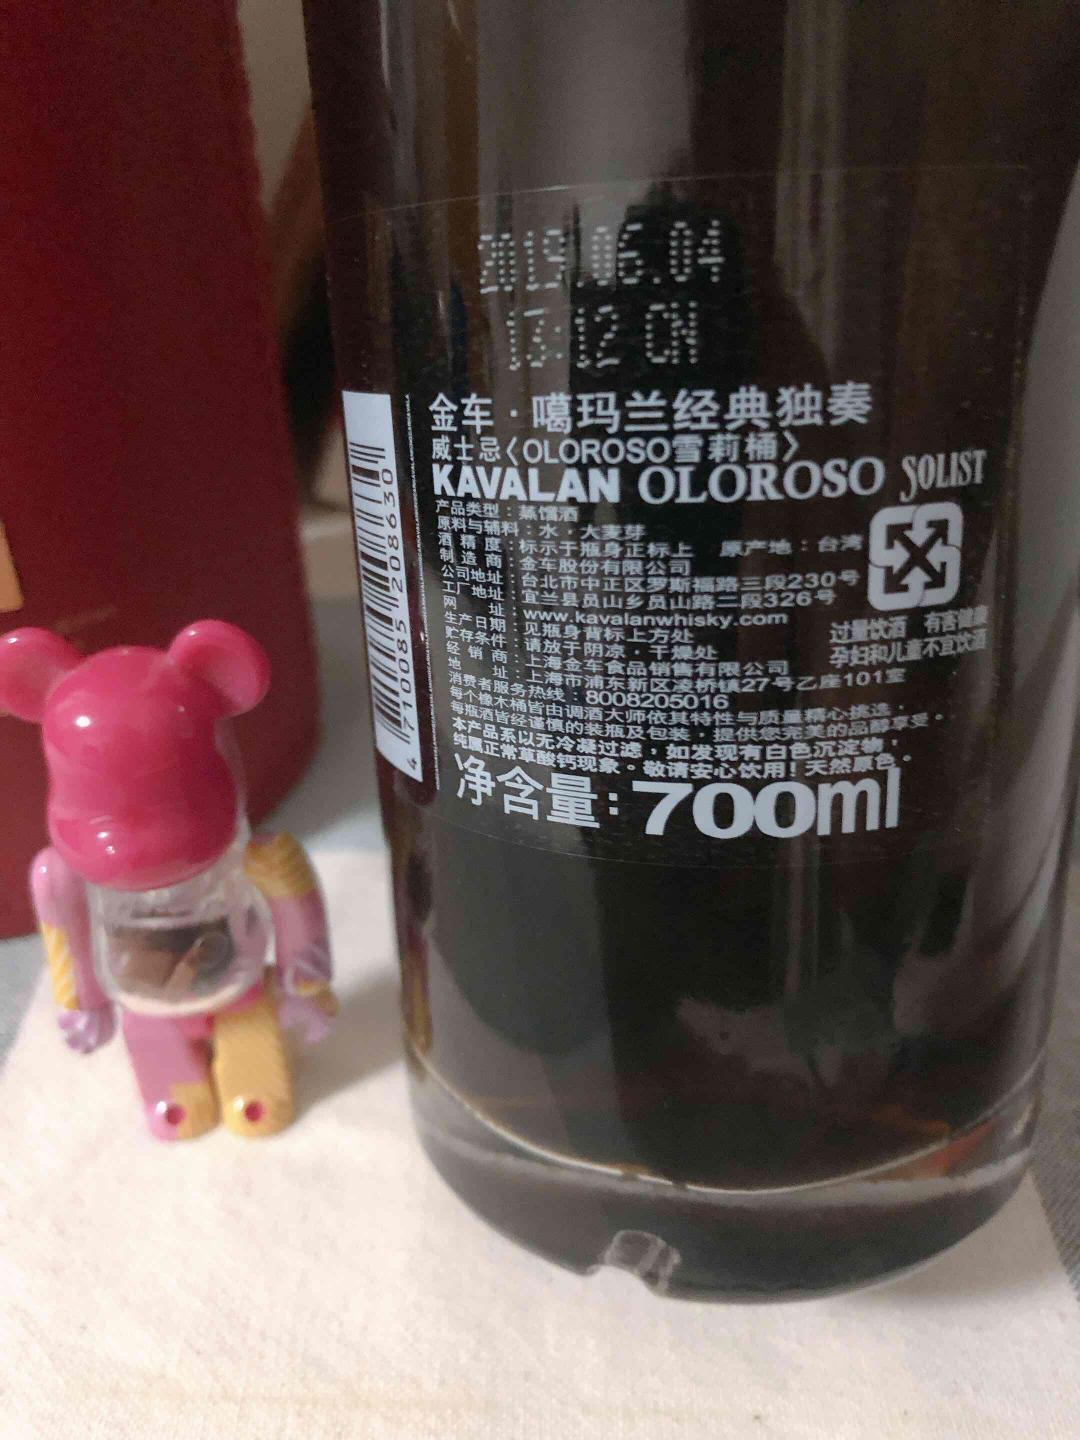 2019.06.04
13:12 CN
金车·噶玛兰经典独奏
威士忌〈OLOROSO雪莉桶〉
KAVALAN OLOROSO SOLIST
产品类型：蒸馏酒
原料与辅料：水·大麦芽
酒精度：标示于瓶身正标上 原产地：台湾
制造商：金车股份有限公司
公司地址：台北市中正区罗斯福路三段230号
工厂地址：宜兰县员山乡员山路二段326号
网址：www.kavalanwhisky.com
生产日期：见瓶身背标上方处
贮存条件：请放于阴凉·干燥处
经销商：上海金车食品销售有限公司
地址：上海市浦东新区凌桥镇27号乙座101室
消费者服务热线：8008205016
过量饮酒 有害健康
孕妇和儿童不宜饮酒
每个橡木桶皆由调酒大师依其特性与质量精心挑选，
每瓶酒皆经谨慎的装瓶及包装，提供您完美的品醇享受。
本产品系以无冷凝过滤，如发现有白色沉淀物，
纯属正常草酸钙现象。敬请安心饮用！天然原色。
净含量：700ml
4 710085 208630